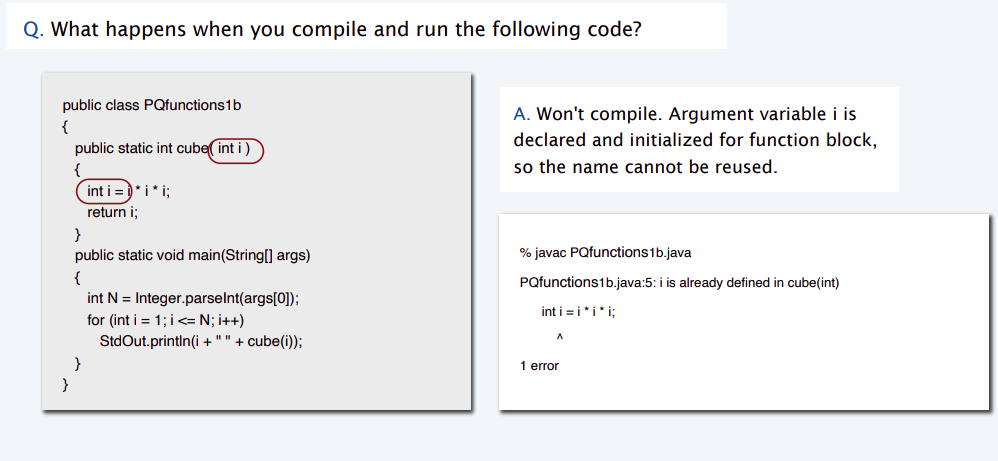 Q. What happens when you compile and run the following code?
public class PQfunctions1b
{
public static int cube( int i )
{
int i = i * i * i;
return i;
}
public static void main(String[] args)
{
int N = Integer.parseInt(args[0]);
for (int i = 1; i <= N; i++)
StdOut.println(i + " " + cube(i));
}
}
A. Won't compile. Argument variable i is
declared and initialized for function block,
so the name cannot be reused.
% javac PQfunctions1b.java
PQfunctions1b.java:5: i is already defined in cube(int)
int i = i * i * i;
^
1 error